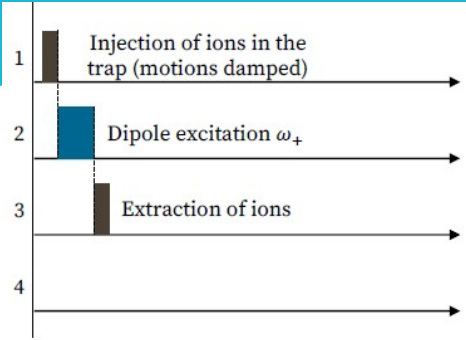 1
Injection of ions in the
trap (motions damped)
2
Dipole excitation ω₊
3
Extraction of ions
4